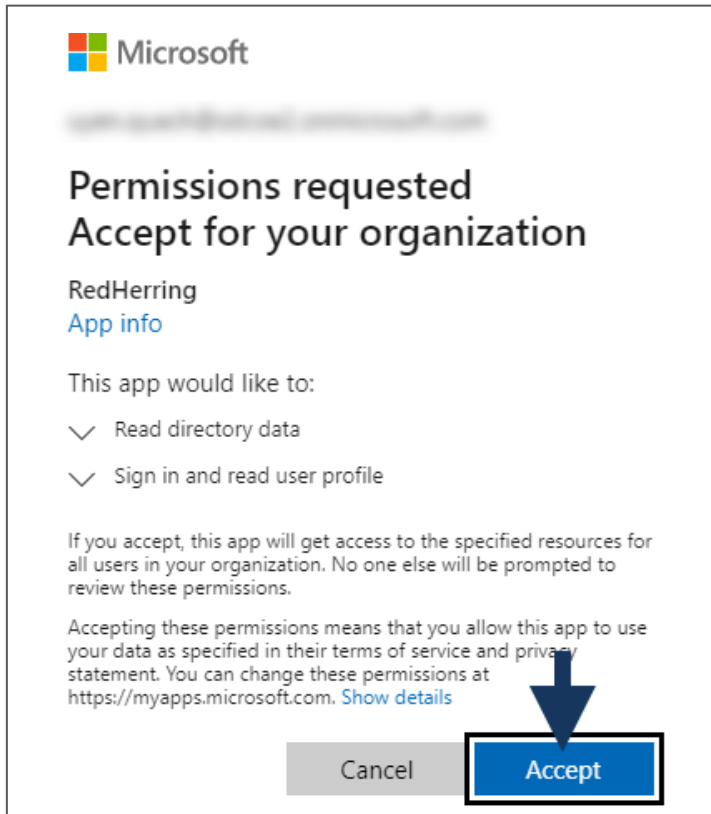 Microsoft
Permissions requested
Accept for your organization
RedHerring
App info
This app would like to:
Read directory data
Sign in and read user profile
If you accept, this app will get access to the specified resources for
all users in your organization. No one else will be prompted to
review these permissions.
Accepting these permissions means that you allow this app to use
your data as specified in their terms of service and privacy
statement. You can change these permissions at
https://myapps.microsoft.com. Show details
Cancel
Accept